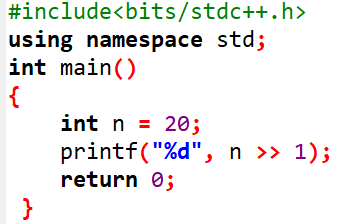 #include<bits/stdc++.h>
using namespace std;
int main()
{
    int n = 20;
    printf("%d", n >> 1);
    return 0;
}